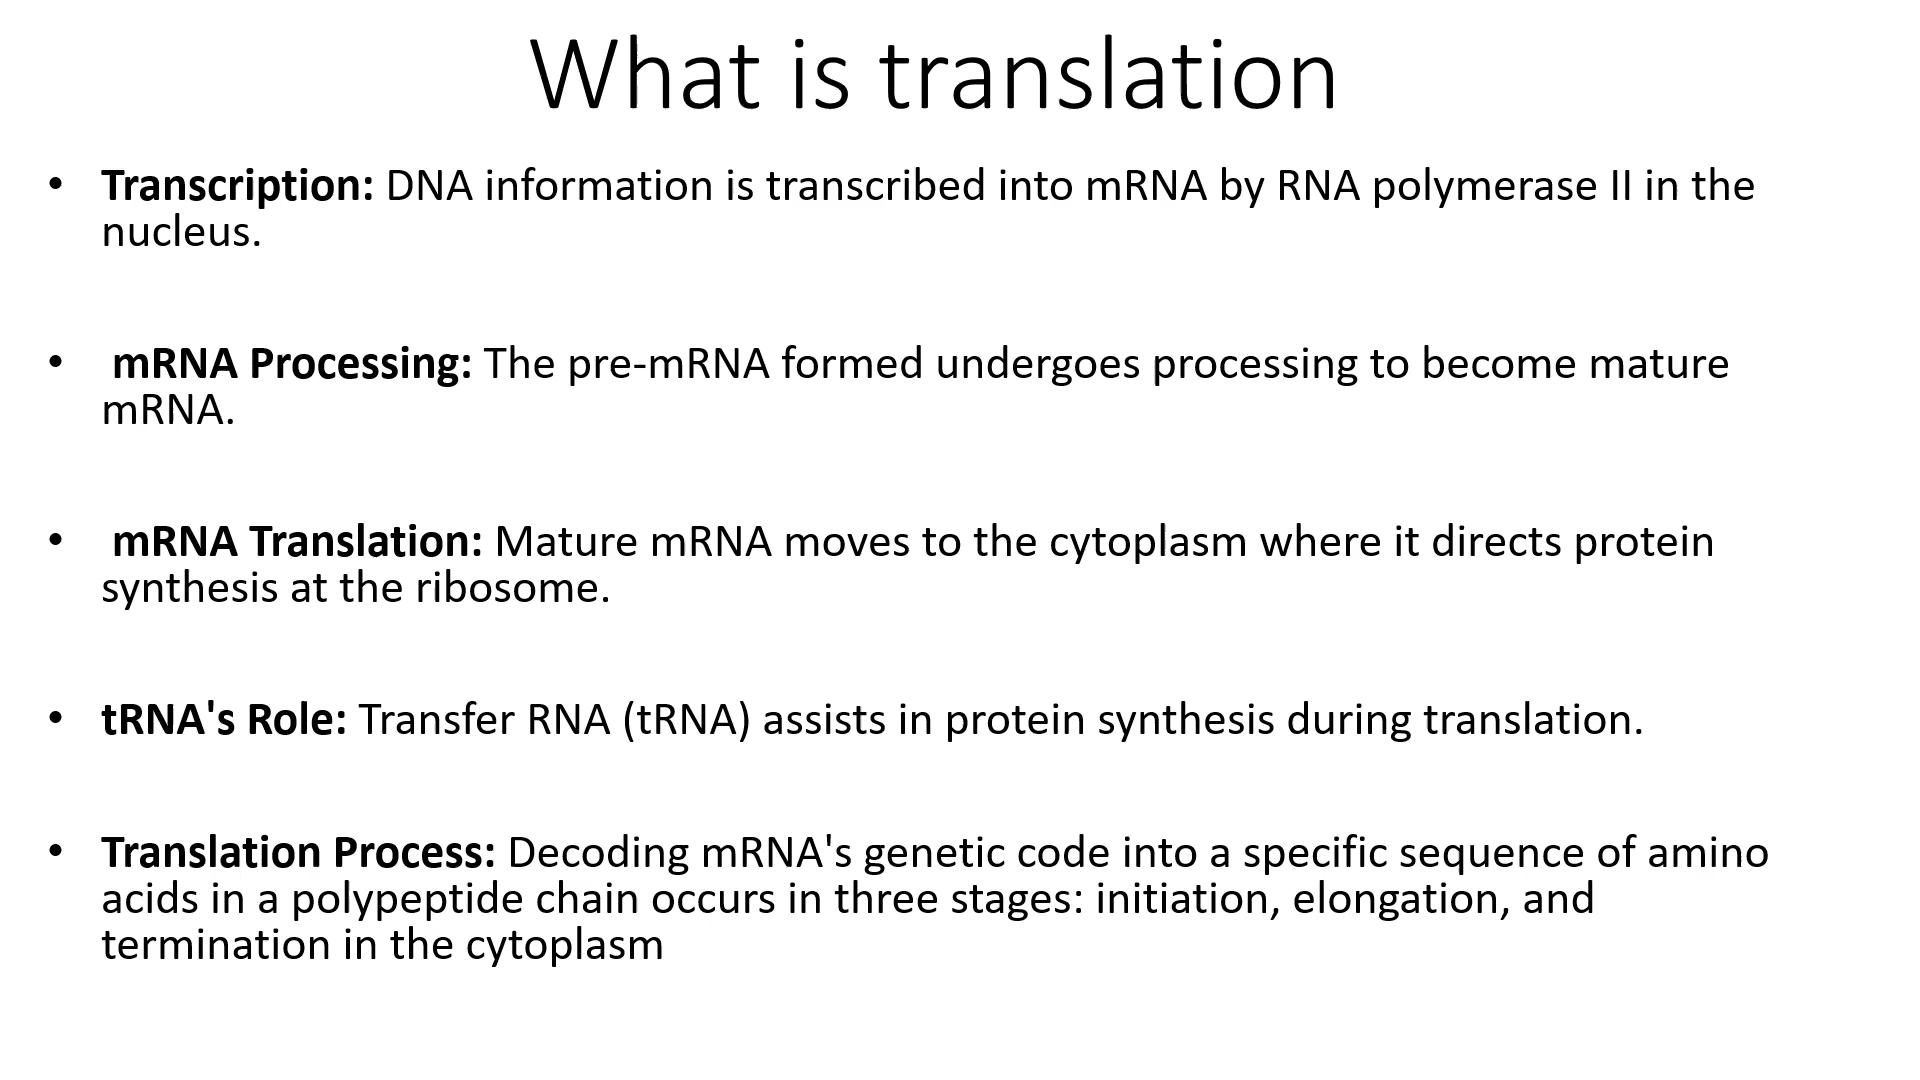 What is translation
• Transcription: DNA information is transcribed into mRNA by RNA polymerase II in the
nucleus.
• mRNA Processing: The pre-mRNA formed undergoes processing to become mature
mRNA.
• mRNA Translation: Mature mRNA moves to the cytoplasm where it directs protein
synthesis at the ribosome.
• tRNA's Role: Transfer RNA (tRNA) assists in protein synthesis during translation.
• Translation Process: Decoding mRNA's genetic code into a specific sequence of amino
acids in a polypeptide chain occurs in three stages: initiation, elongation, and
termination in the cytoplasm